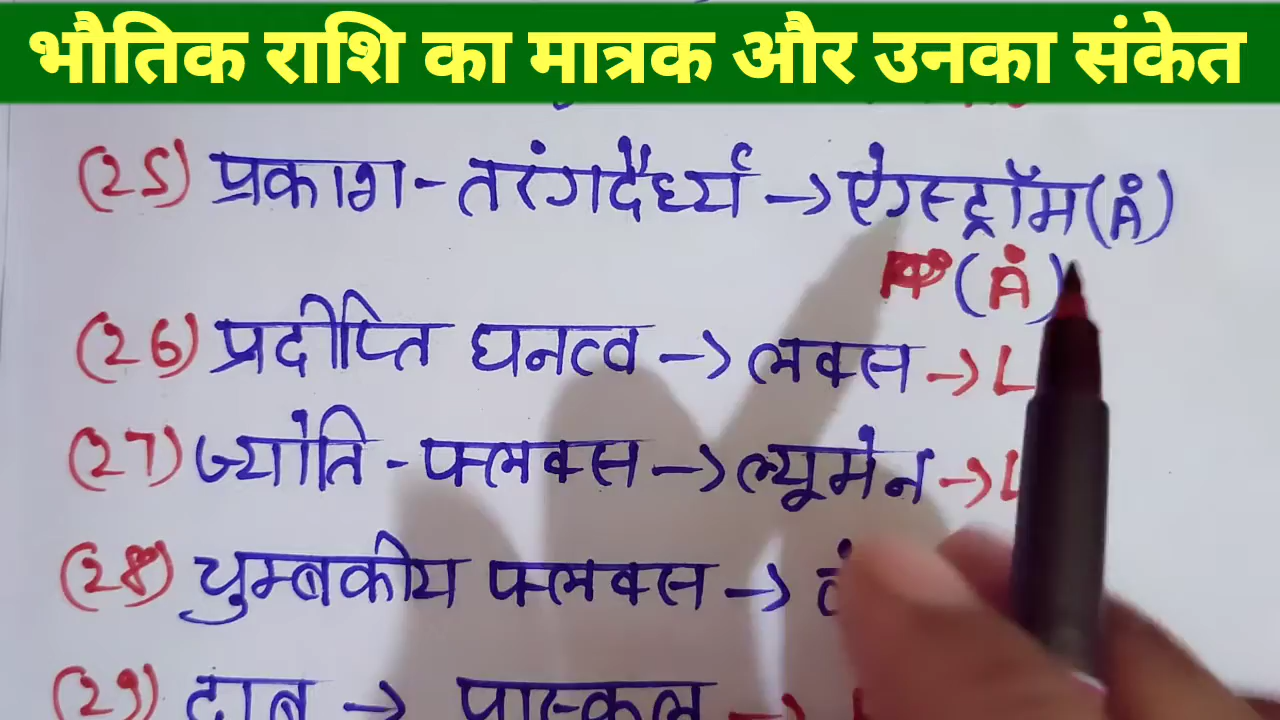 भौतिक राशि का मात्रक और उनका संकेत
(25) प्रकाश - तरंगदैर्ध्य → ऐंगस्ट्रॉम (Å)
(Å)
(26) प्रदीप्ति घनत्व → लक्स → L
(27) ज्योति - फ्लक्स → ल्यूमेन →
(28) चुम्बकीय फ्लक्स →
(29) दाब → पास्कल →